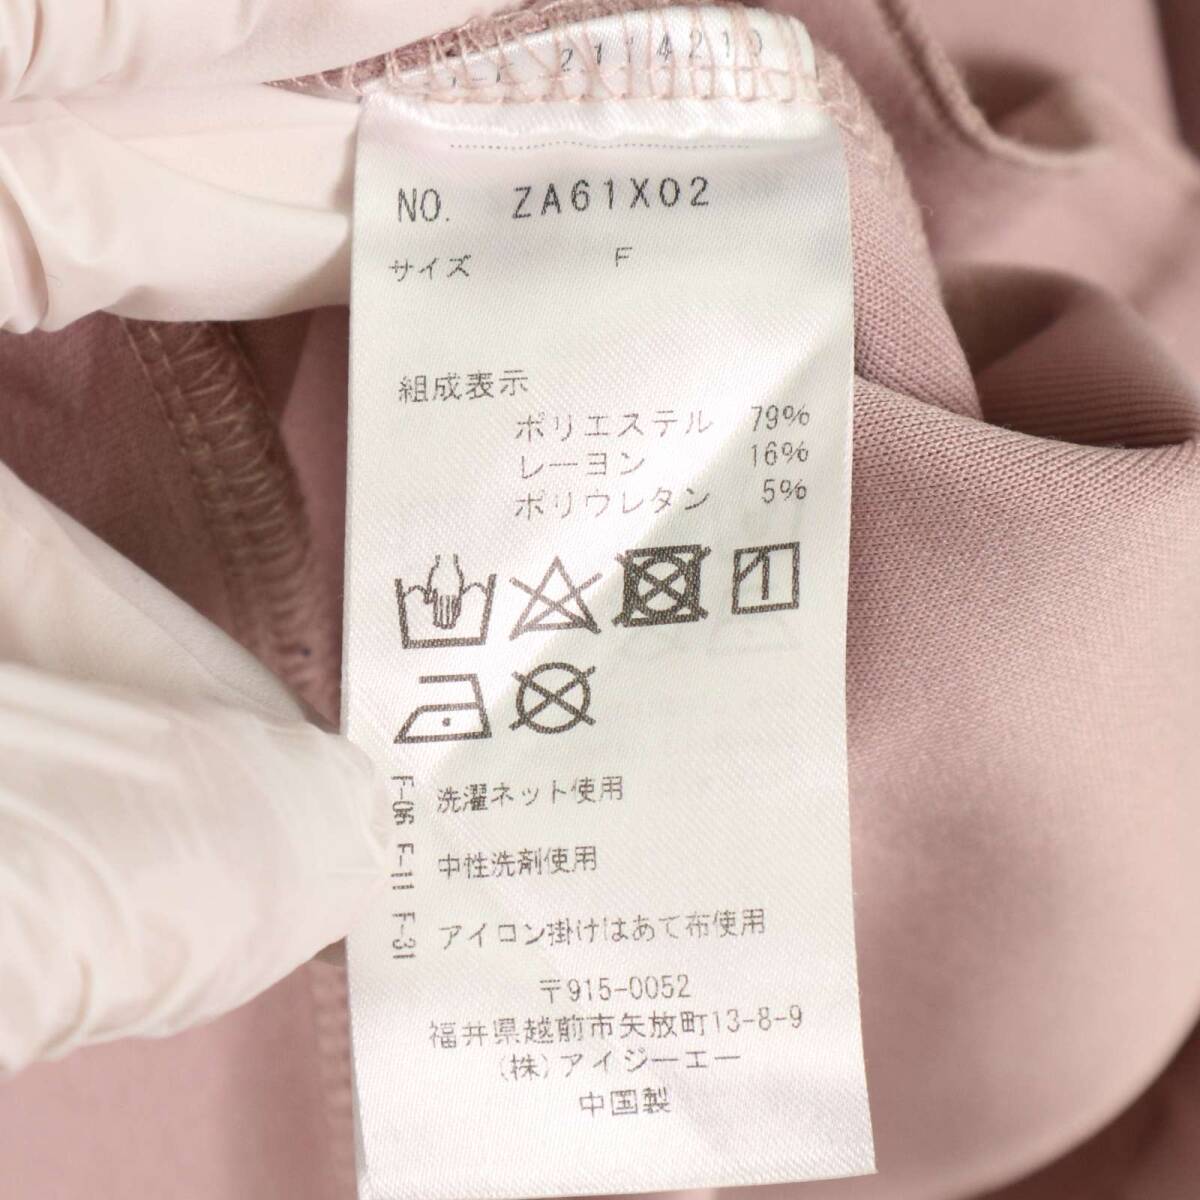 NO. ZA61X02
サイズ F
組成表示
ポリエステル 79%
レーヨン 16%
ポリウレタン 5%
F-06 洗濯ネット使用
F-11 中性洗剤使用
F-31 アイロン掛けはあて布使用
〒915-0052
福井県越前市矢放町13-8-9
(株)アイジーエー
中国製